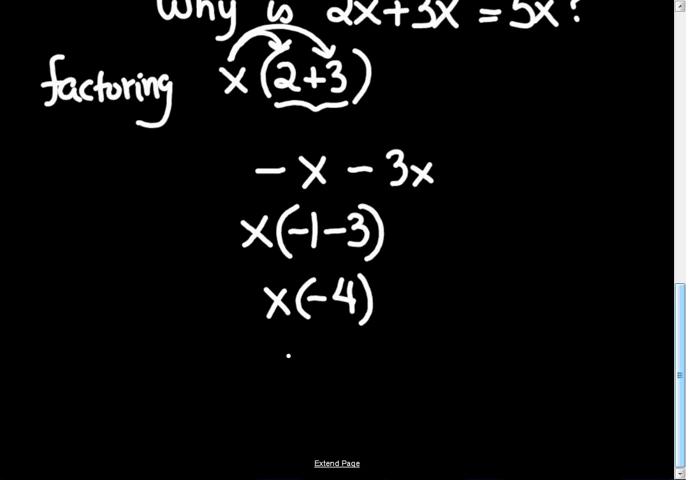 Why is 2x+3x = 5x?
factoring x(2+3)
-x-3x
x(-1-3)
x(-4)
Extend Page